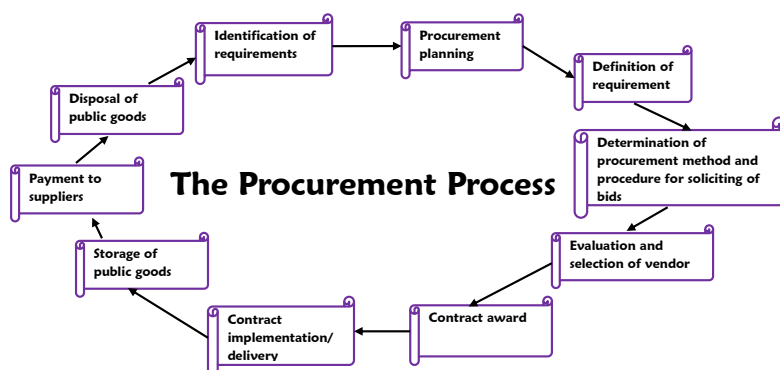 Identification of
requirements
Procurement
planning
Definition of
requirement
Determination of
procurement method and
procedure for soliciting of
bids
Evaluation and
selection of vendor
Contract award
Contract
implementation/
delivery
Storage of
public goods
Payment to
suppliers
Disposal of
public goods
The Procurement Process